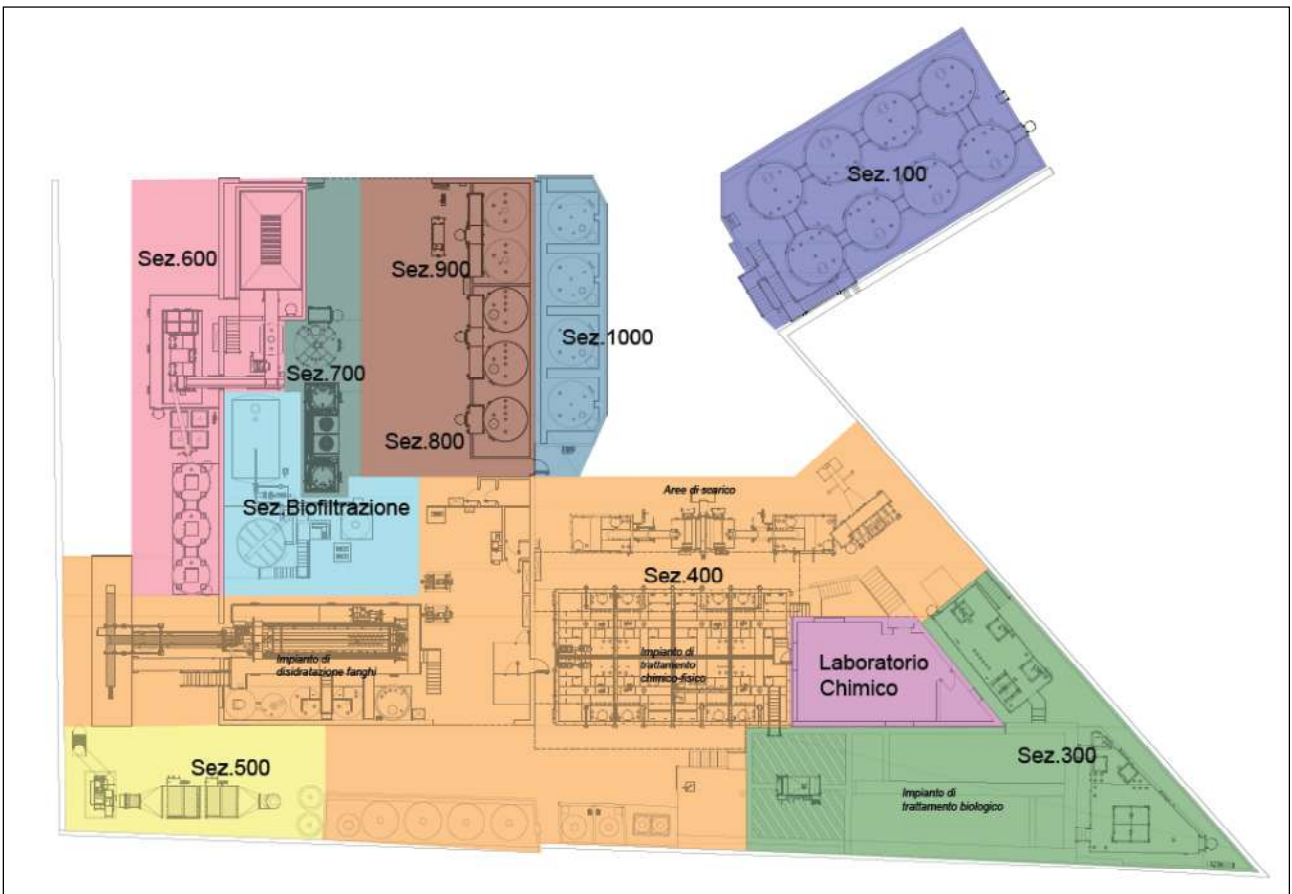 Sez.100
Sez.600
Sez.900
Sez.1000
Sez.700
Sez.800
Sez.Biofiltrazione
Aree di scarico
Sez.400
Impianto di
disidratazione fanghi
Impianto di
trattamento
chimico-fisico
Laboratorio
Chimico
Sez.500
Sez.300
Impianto di
trattamento biologico